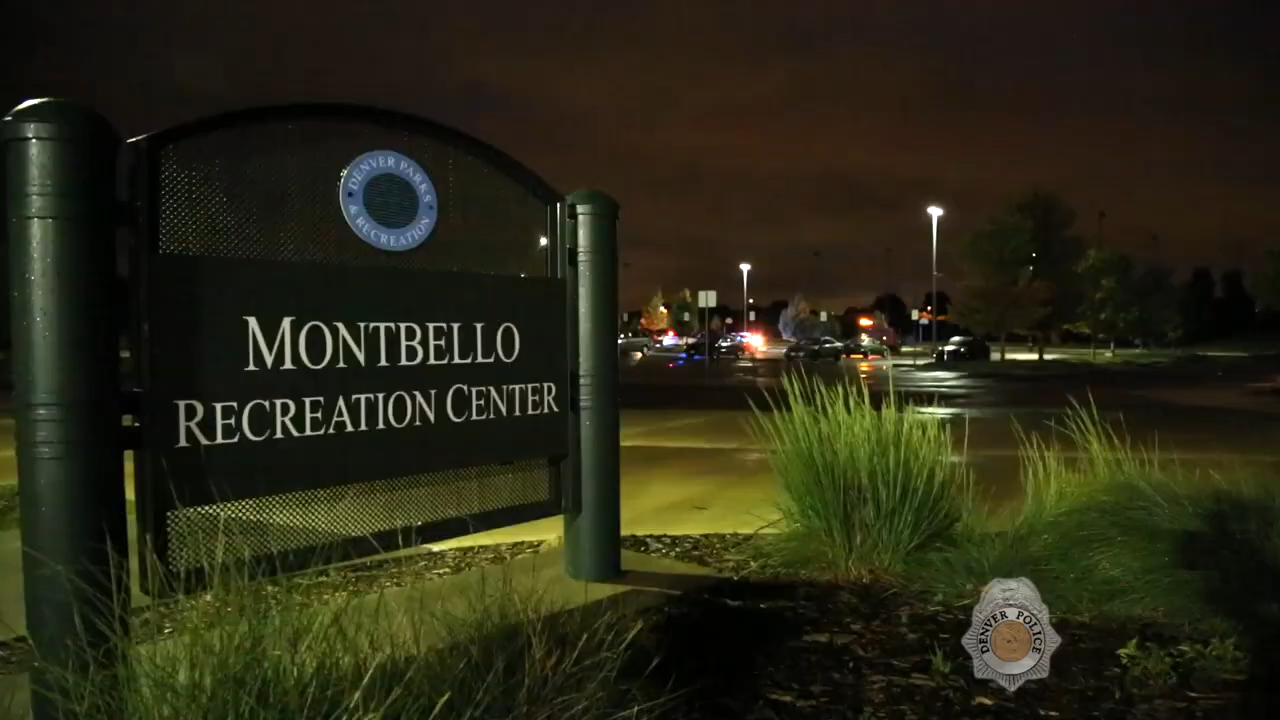 DENVER PARKS
& RECREATION
MONTBELLO
RECREATION CENTER
DENVER POLICE